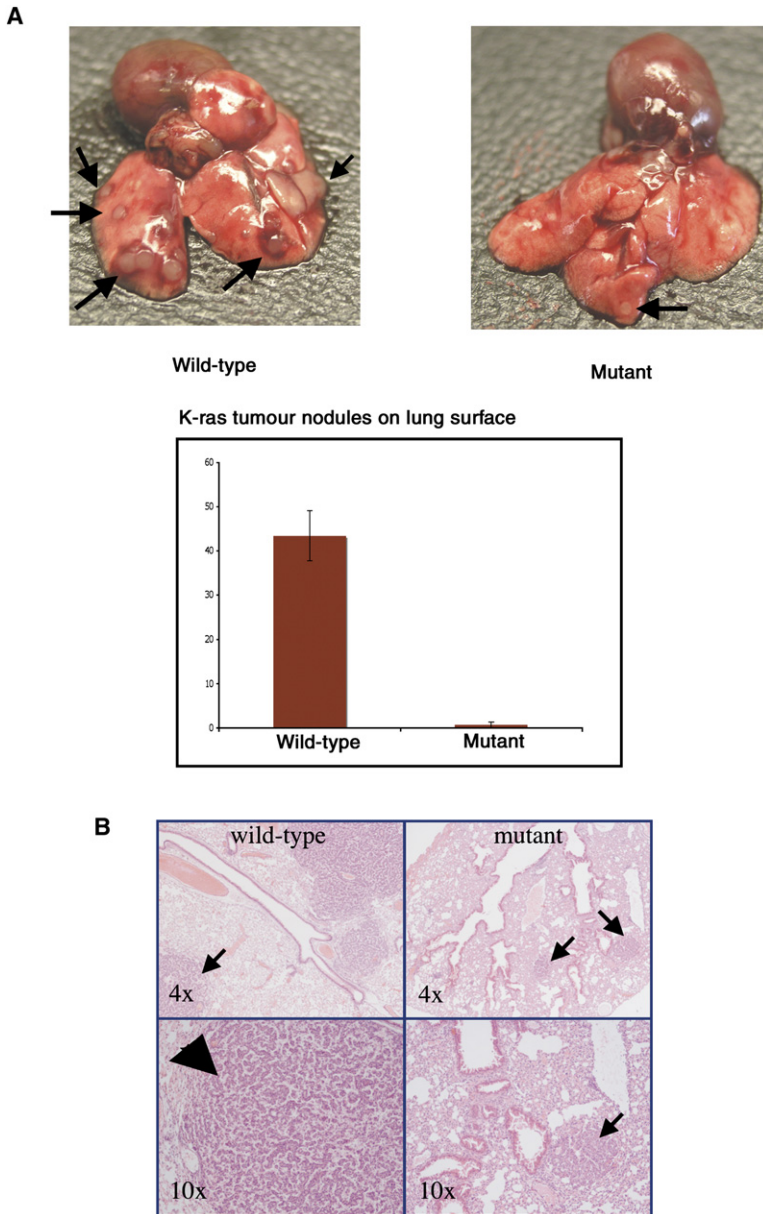 A
Wild-type
Mutant
K-ras tumour nodules on lung surface
60
50
40
30
20
10
0
Wild-type
Mutant
B
wild-type
mutant
4x
4x
10x
10x